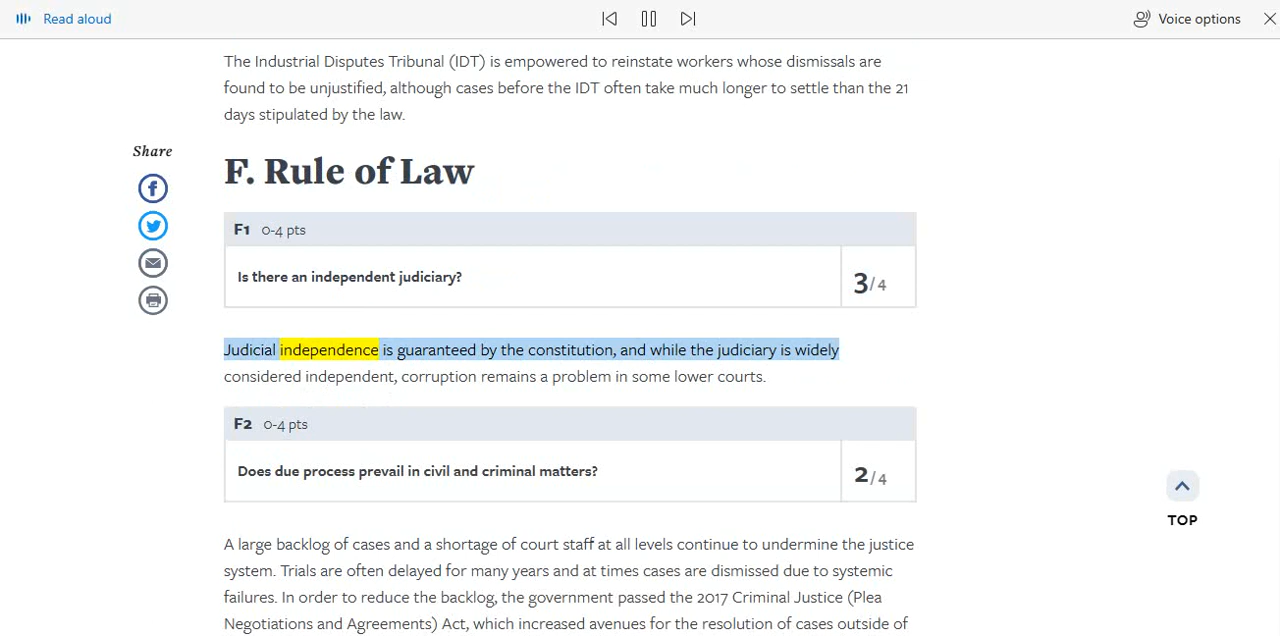 Read aloud
Voice options
The Industrial Disputes Tribunal (IDT) is empowered to reinstate workers whose dismissals are
found to be unjustified, although cases before the IDT often take much longer to settle than the 21
days stipulated by the law.
Share
F. Rule of Law
F1 0-4 pts
Is there an independent judiciary?
3/4
Judicial independence is guaranteed by the constitution, and while the judiciary is widely
considered independent, corruption remains a problem in some lower courts.
F2 0-4 pts
Does due process prevail in civil and criminal matters?
2/4
TOP
A large backlog of cases and a shortage of court staff at all levels continue to undermine the justice
system. Trials are often delayed for many years and at times cases are dismissed due to systemic
failures. In order to reduce the backlog, the government passed the 2017 Criminal Justice (Plea
Negotiations and Agreements) Act, which increased avenues for the resolution of cases outside of